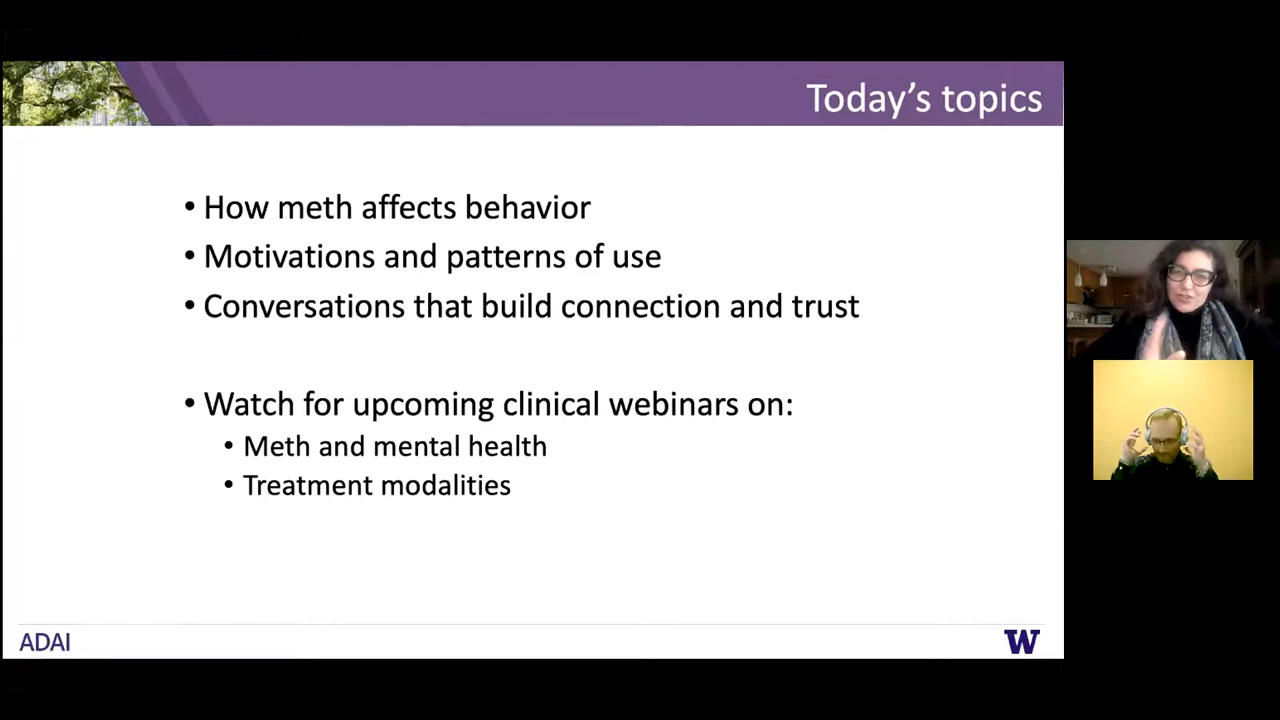 Today's topics
• How meth affects behavior
• Motivations and patterns of use
• Conversations that build connection and trust
• Watch for upcoming clinical webinars on:
• Meth and mental health
• Treatment modalities
ADAI
W